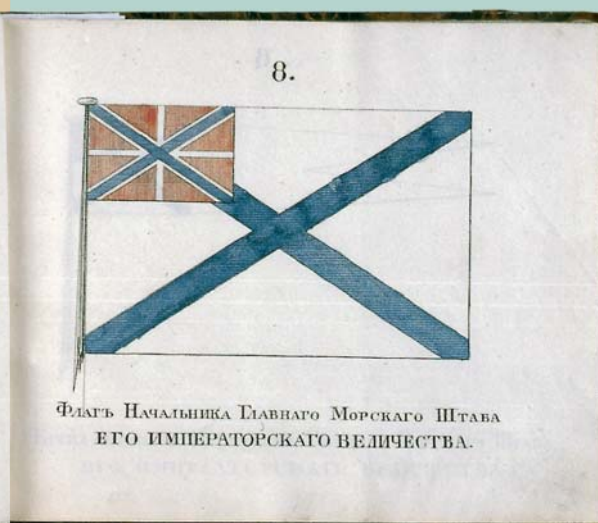 8.
Флагъ Начальника Главнаго Морскаго Штаба
ЕГО ИМПЕРАТОРСКАГО ВЕЛИЧЕСТВА.